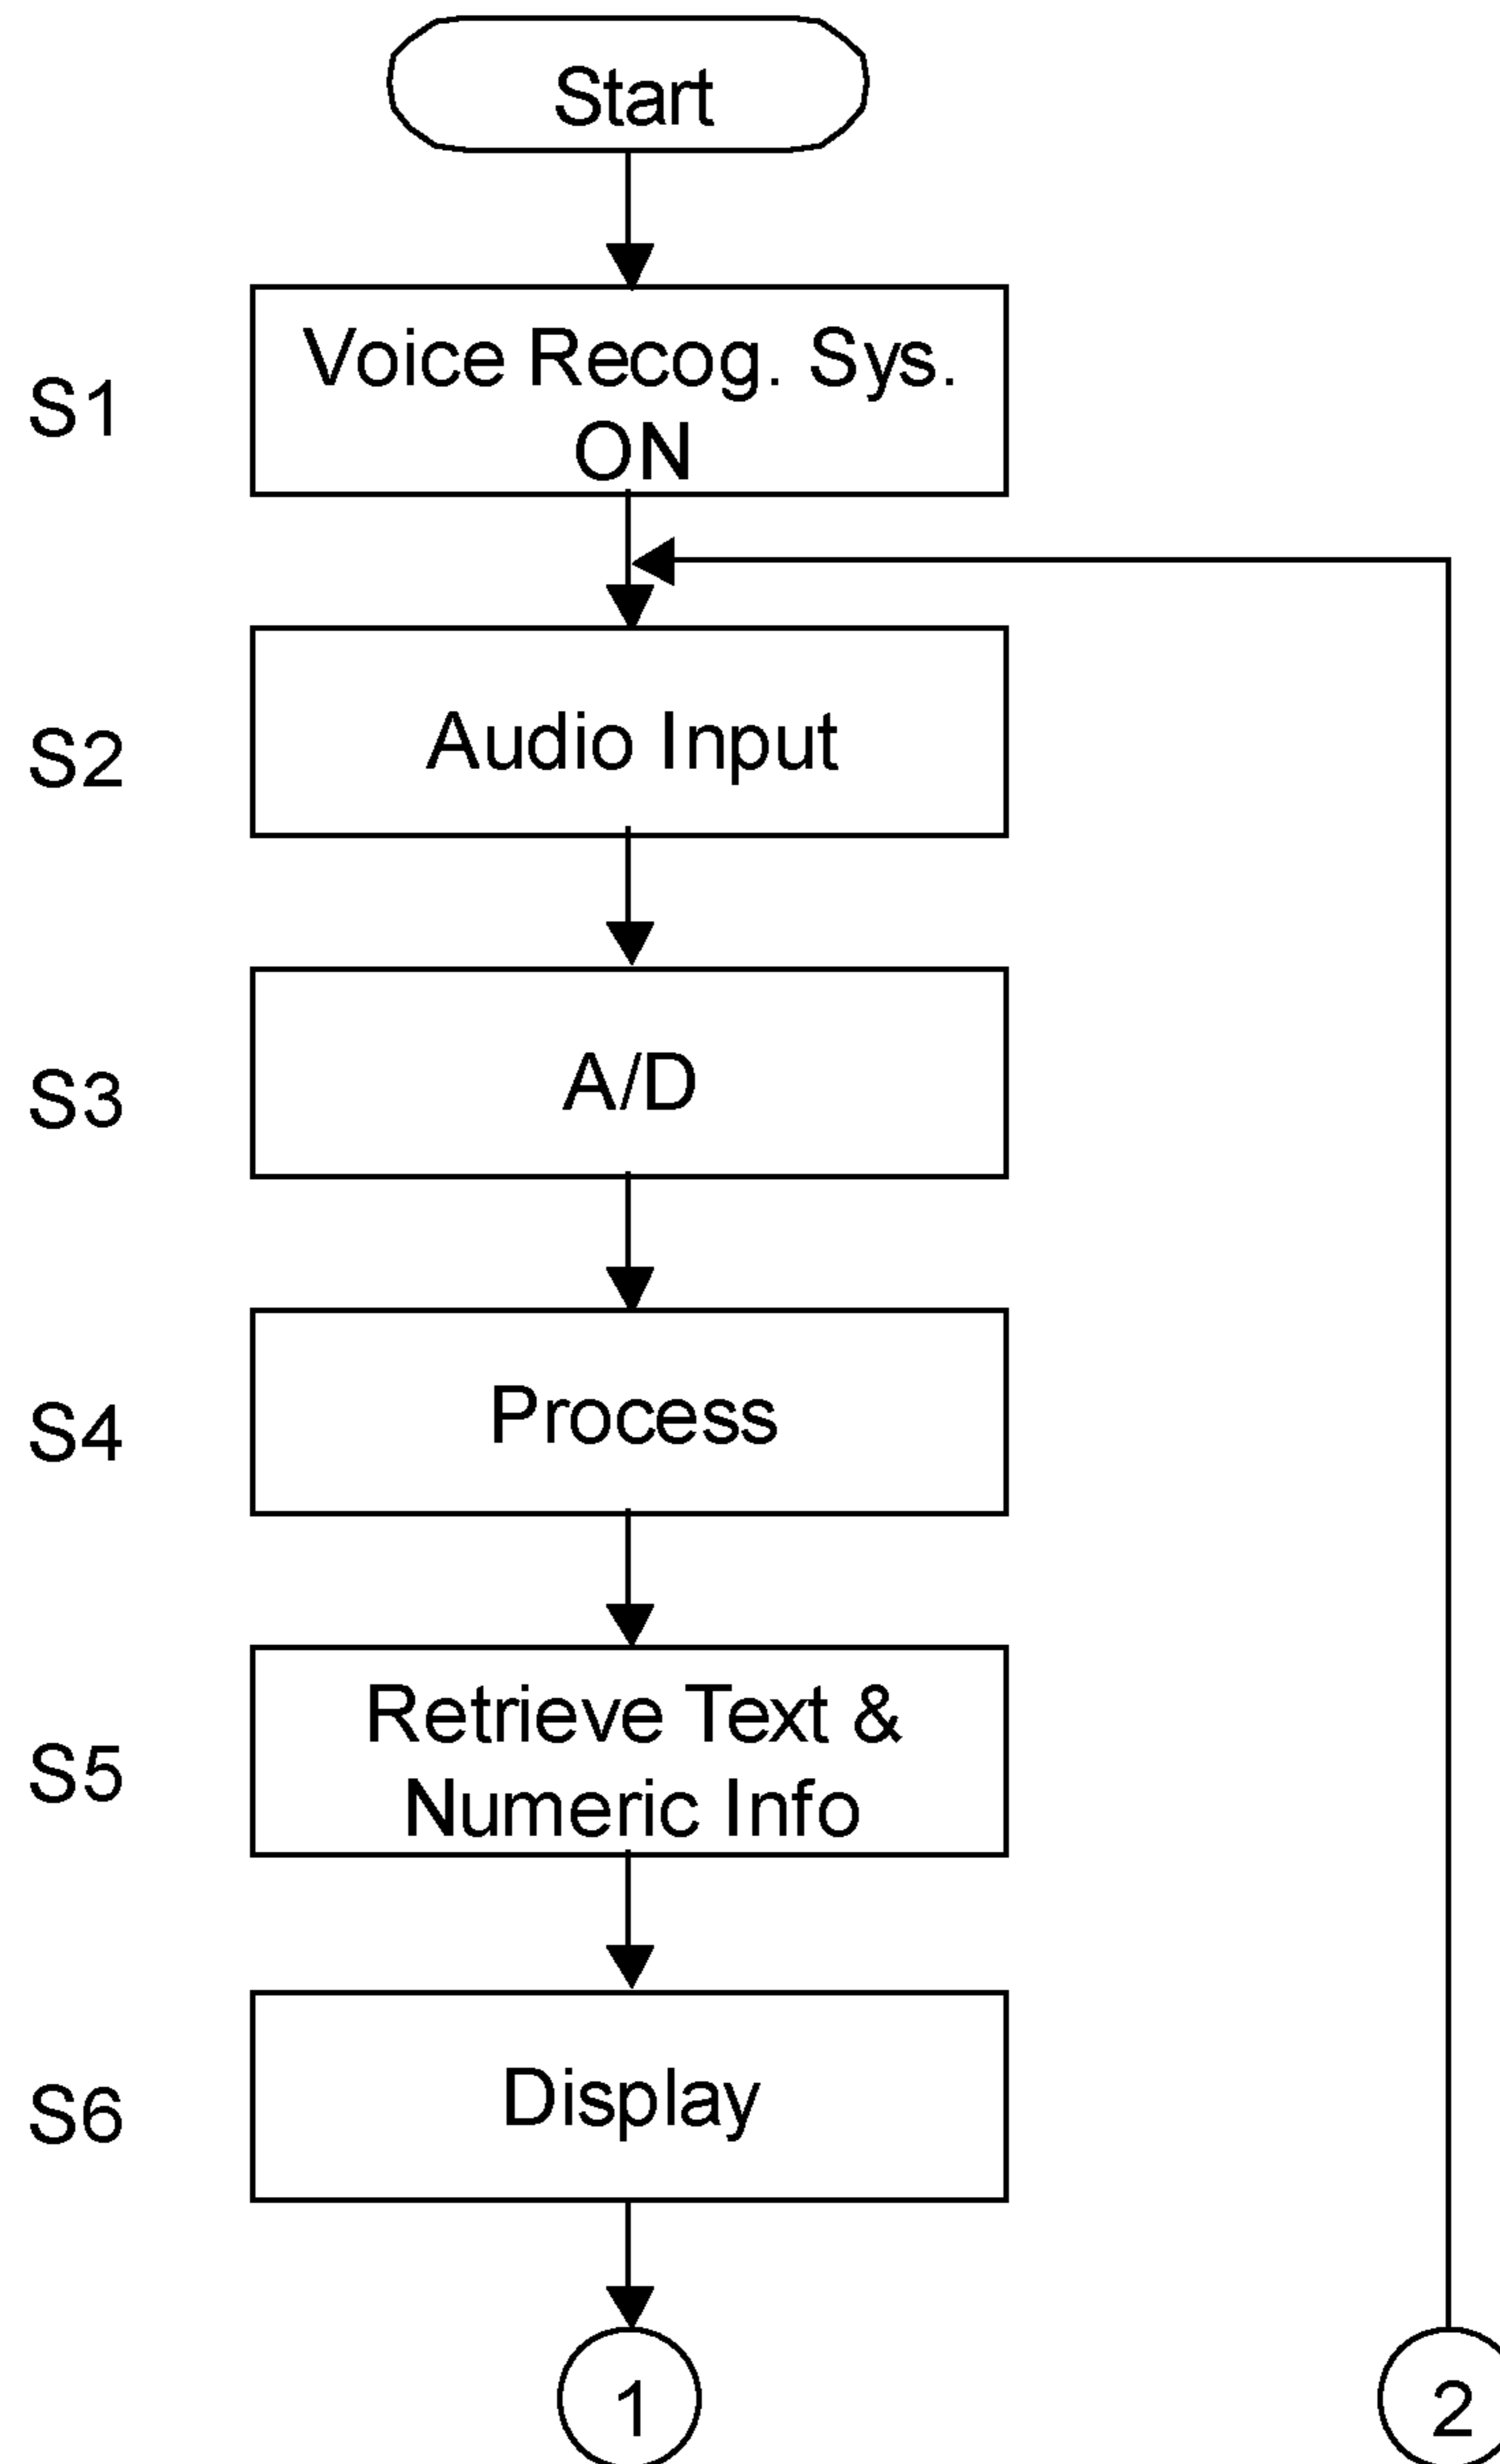 Start
S1
Voice Recog. Sys.
ON
S2
Audio Input
S3
A/D
S4
Process
S5
Retrieve Text &
Numeric Info
S6
Display
1
2